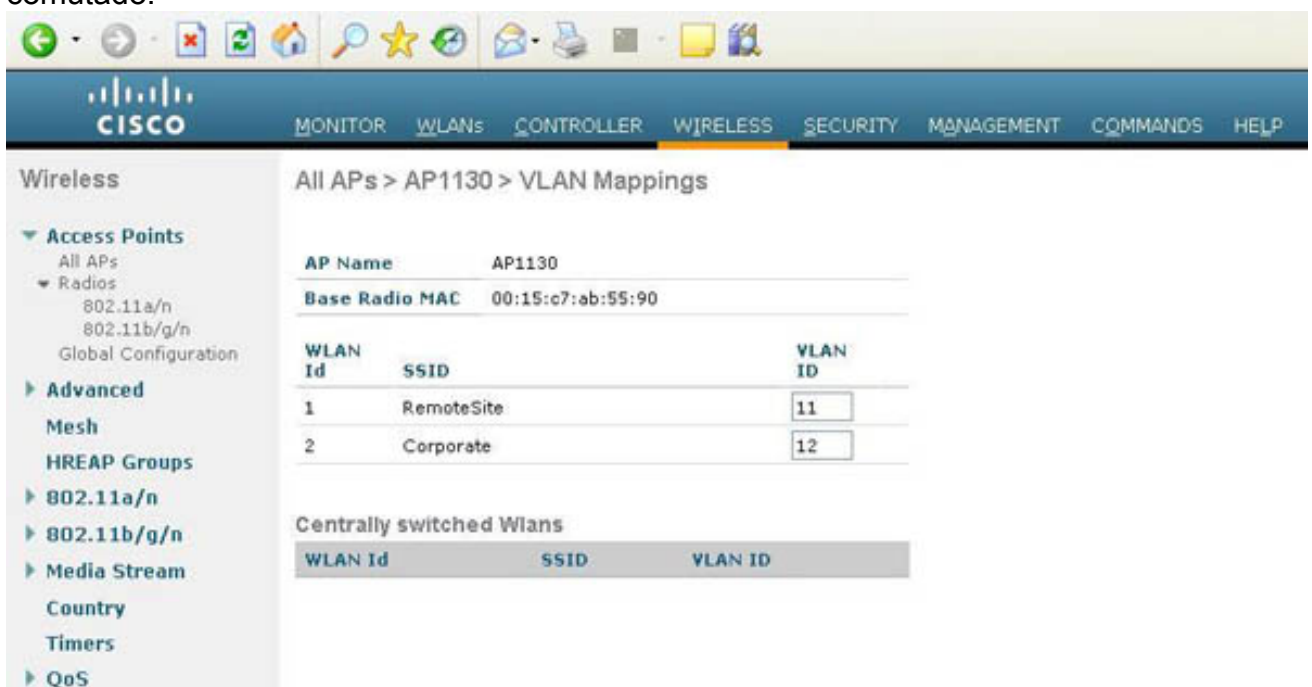 comutado.
CISCO
MONITOR WLANs CONTROLLER WIRELESS SECURITY MANAGEMENT COMMANDS HELP
Wireless
Access Points
All APs
Radios
802.11a/n
802.11b/g/n
Global Configuration
Advanced
Mesh
HREAP Groups
802.11a/n
802.11b/g/n
Media Stream
Country
Timers
QoS
All APs > AP1130 > VLAN Mappings
AP Name AP1130
Base Radio MAC 00:15:c7:ab:55:90
WLAN Id SSID VLAN ID
1 RemoteSite 11
2 Corporate 12
Centrally switched Wlans
WLAN Id SSID VLAN ID